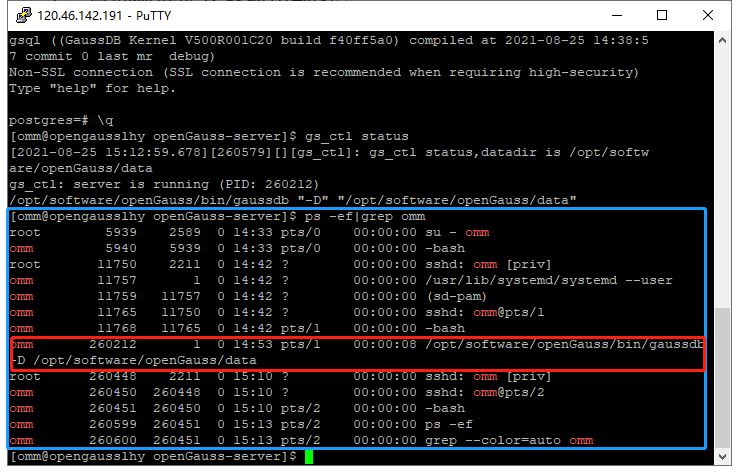 120.46.142.191 - PuTTY
gsql ((GaussDB Kernel V500R001C20 build f40ff5a0) compiled at 2021-08-25 14:38:5
7 commit 0 last mr  debug)
Non-SSL connection (SSL connection is recommended when requiring high-security)
Type "help" for help.
postgres=# \q
[omm@opengausslhy openGauss-server]$ gs_ctl status
[2021-08-25 15:12:59.678][260579][][gs_ctl]: gs_ctl status,datadir is /opt/softw
are/openGauss/data
gs_ctl: server is running (PID: 260212)
/opt/software/openGauss/bin/gaussdb "-D" "/opt/software/openGauss/data"
[omm@opengausslhy openGauss-server]$ ps -ef|grep omm
root        5939    2589  0 14:33 pts/0    00:00:00 su - omm
omm         5940    5939  0 14:33 pts/0    00:00:00 -bash
root       11750    2211  0 14:42 ?        00:00:00 sshd: omm [priv]
omm        11757       1  0 14:42 ?        00:00:00 /usr/lib/systemd/systemd --user
omm        11759   11757  0 14:42 ?        00:00:00 (sd-pam)
omm        11765   11750  0 14:42 ?        00:00:00 sshd: omm@pts/1
omm        11768   11765  0 14:42 pts/1    00:00:00 -bash
omm       260212       1  0 14:53 pts/1    00:00:08 /opt/software/openGauss/bin/gaussdb
-D /opt/software/openGauss/data
root      260448    2211  0 15:10 ?        00:00:00 sshd: omm [priv]
omm       260450  260448  0 15:10 ?        00:00:00 sshd: omm@pts/2
omm       260451  260450  0 15:10 pts/2    00:00:00 -bash
omm       260599  260451  0 15:13 pts/2    00:00:00 ps -ef
omm       260600  260451  0 15:13 pts/2    00:00:00 grep --color=auto omm
[omm@opengausslhy openGauss-server]$